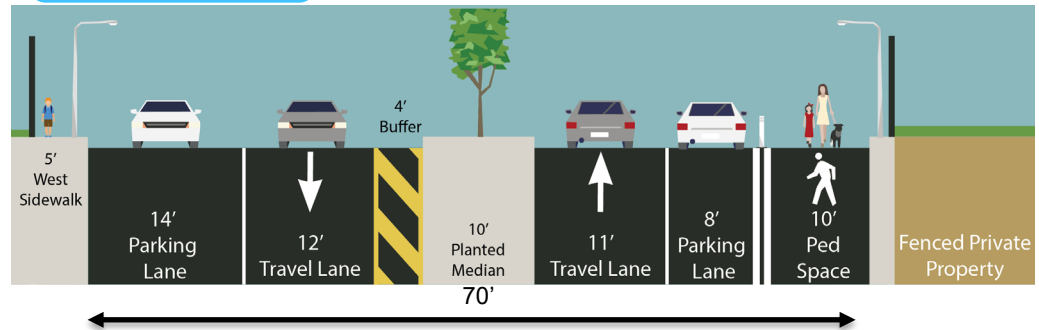 5’
West
Sidewalk
14’
Parking
Lane
12’
Travel Lane
4’
Buffer
10’
Planted
Median
11’
Travel Lane
8’
Parking
Lane
10’
Ped
Space
Fenced Private
Property
70’